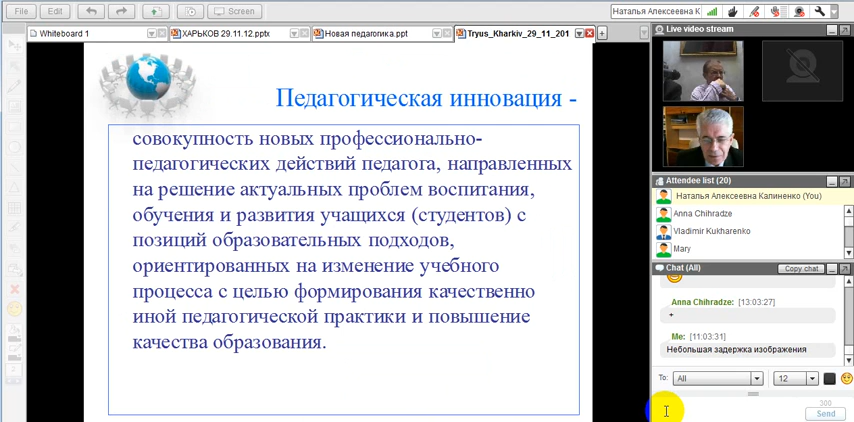 File
Edit
Screen
Наталья Алексеевна К
Whiteboard 1
ХАРЬКОВ 29.11.12.pptx
Новая педагогика.ppt
Tryus_Kharkiv_29_11_201
Педагогическая инновация -
совокупность новых профессионально-
педагогических действий педагога, направленных
на решение актуальных проблем воспитания,
обучения и развития учащихся (студентов) с
позиций образовательных подходов,
ориентированных на изменение учебного
процесса с целью формирования качественно
иной педагогической практики и повышение
качества образования.
Live video stream
Attendee list (20)
Наталья Алексеевна Калиненко (You)
Anna Chihradze
Vladimir Kukharenko
Mary
Chat (All)
Copy chat
Anna Chihradze: [13:03:27]
+
Me: [11:03:31]
Небольшая задержка изображения
To: All 12
300
Send